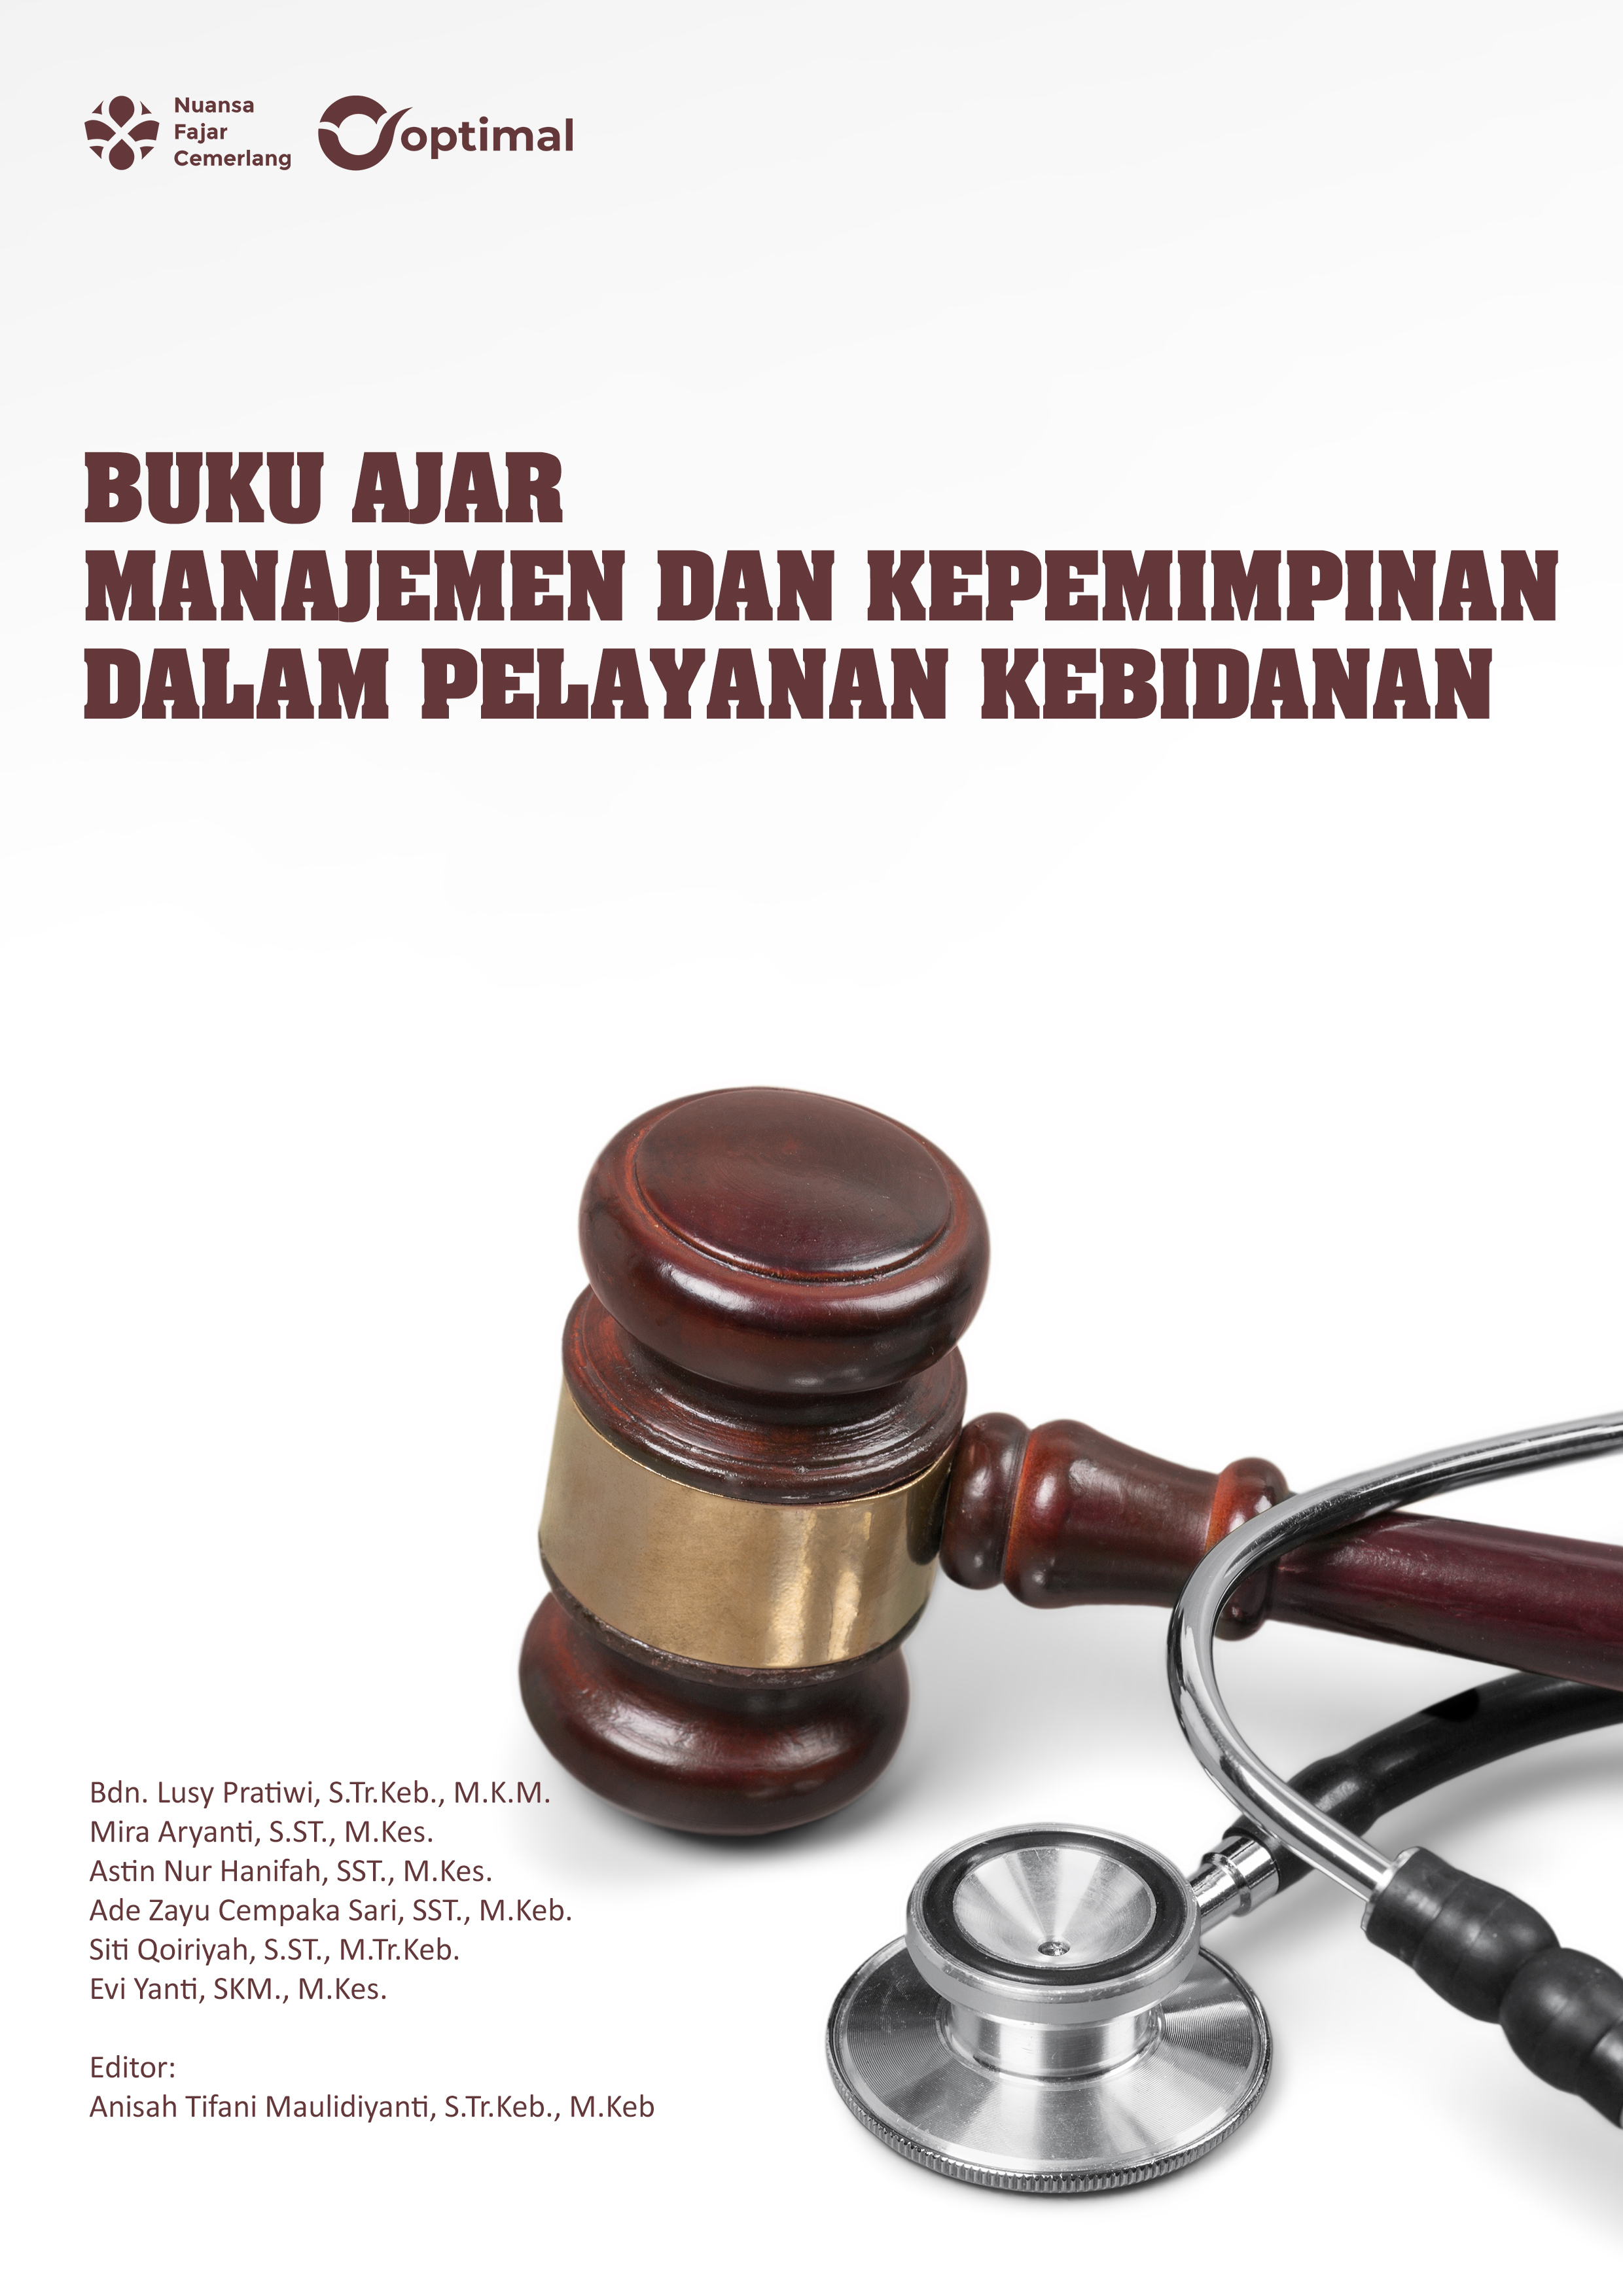 Nuansa
Fajar
Cemerlang
optimal
BUKU AJAR
MANAJEMEN DAN KEPEMIMPINAN
DALAM PELAYANAN KEBIDANAN
Bdn. Lusy Pratiwi, S.Tr.Keb., M.K.M.
Mira Aryanti, S.ST., M.Kes.
Astin Nur Hanifah, SST., M.Kes.
Ade Zayu Cempaka Sari, SST., M.Keb.
Siti Qoiriyah, S.ST., M.Tr.Keb.
Evi Yanti, SKM., M.Kes.
Editor:
Anisah Tifani Maulidiyanti, S.Tr.Keb., M.Keb